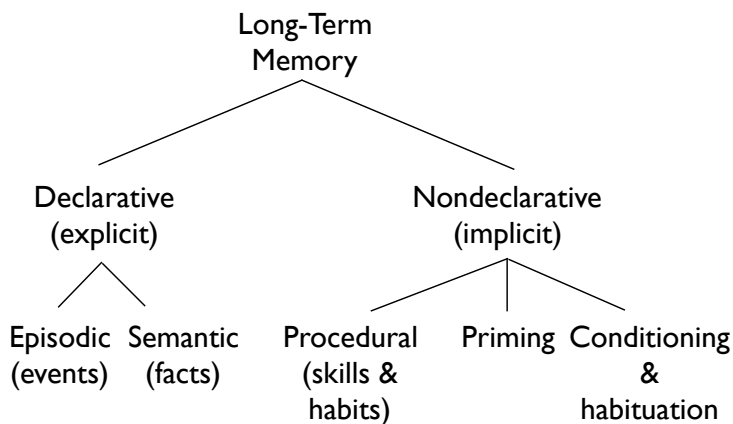 Long-Term
Memory
Declarative
(explicit)
Nondeclarative
(implicit)
Episodic
(events)
Semantic
(facts)
Procedural
(skills &
habits)
Priming
Conditioning
&
habituation